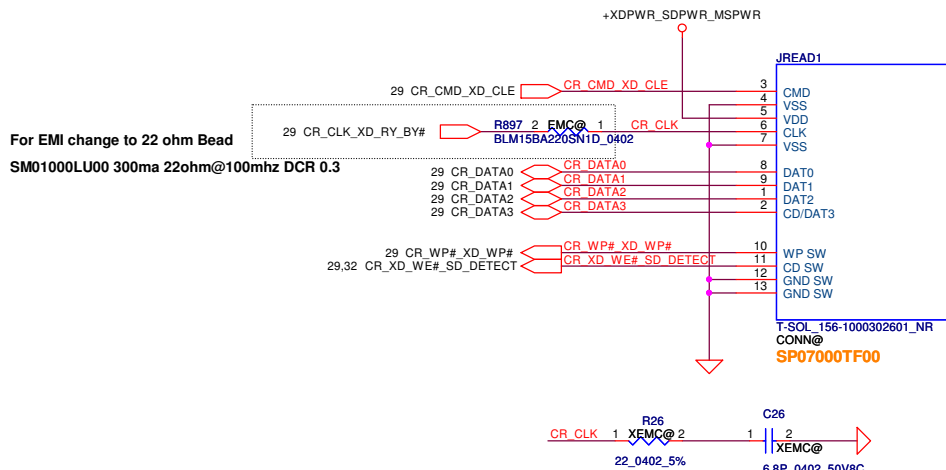 +XDPWR_SDPWR_MSPWR
JREAD1
29 CR_CMD_XD_CLE
CR_CMD_XD_CLE
3 CMD
4 VSS
5 VDD
29 CR_CLK_XD_RY_BY#
R897 2 EMC@ 1
CR_CLK
6 CLK
BLM15BA220SN1D_0402
7 VSS
For EMI change to 22 ohm Bead
SM01000LU00 300ma 22ohm@100mhz DCR 0.3
29 CR_DATA0
CR_DATA0
8 DAT0
29 CR_DATA1
CR_DATA1
9 DAT1
29 CR_DATA2
CR_DATA2
1 DAT2
29 CR_DATA3
CR_DATA3
2 CD/DAT3
29 CR_WP#_XD_WP#
CR_WP#_XD_WP#
10 WP SW
29,32 CR_XD_WE#_SD_DETECT
CR_XD_WE#_SD_DETECT
11 CD SW
12 GND SW
13 GND SW
T-SOL_156-1000302601_NR
CONN@
SP07000TF00
R26
C26
CR_CLK 1 XEMC@ 2
1 2
XEMC@
22_0402_5%
6.8P_0402_50V8C